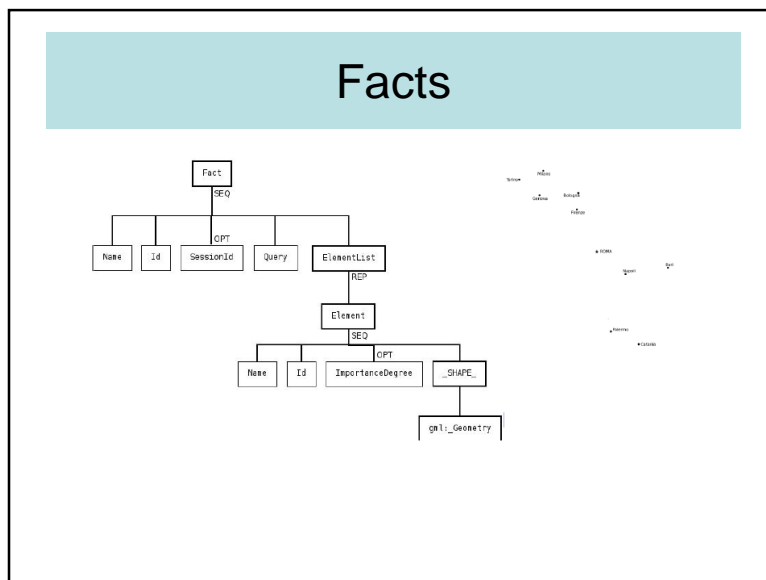 Facts
Fact
SEQ
OPT
Name Id SessionId Query ElementList
REP
Element
SEQ
OPT
Name Id ImportanceDegree _SHAPE_
gml:_Geometry
Milano
Torino
Genova Bologna
Firenze
ROMA
Napoli Bari
Palermo
Catania